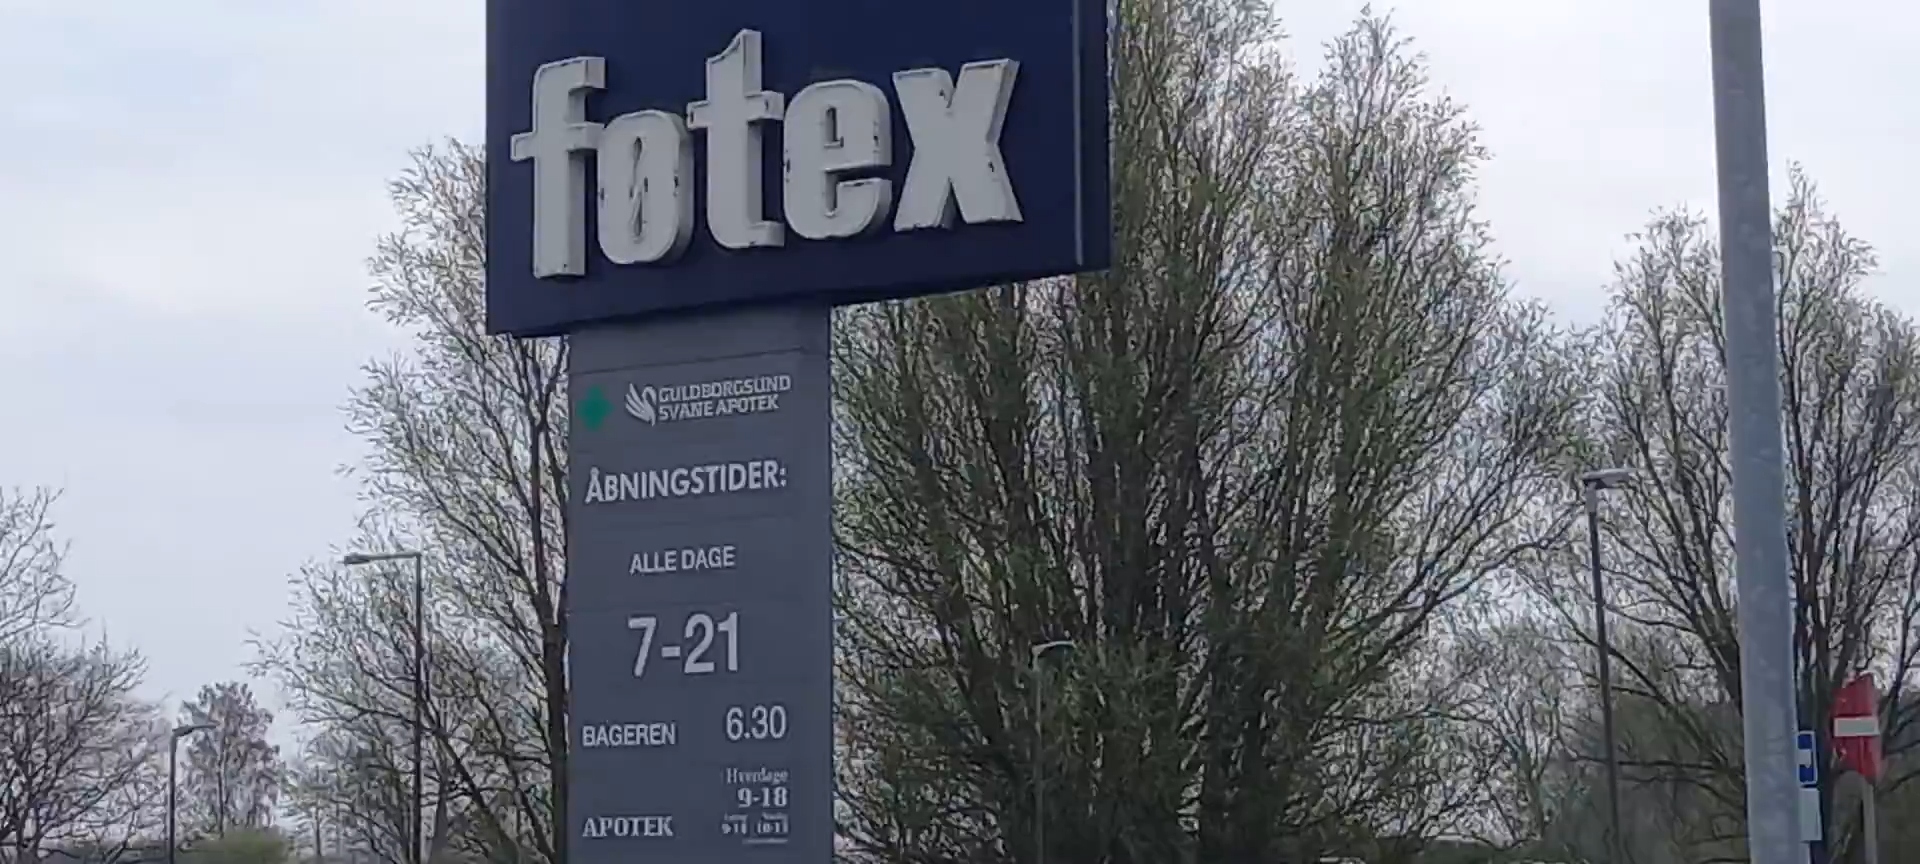 føtex
GULDBORGSUND
SVANE APOTEK
ÅBNINGSTIDER:
ALLE DAGE
7-21
BAGEREN 6.30
Hverdage
9-18
APOTEK